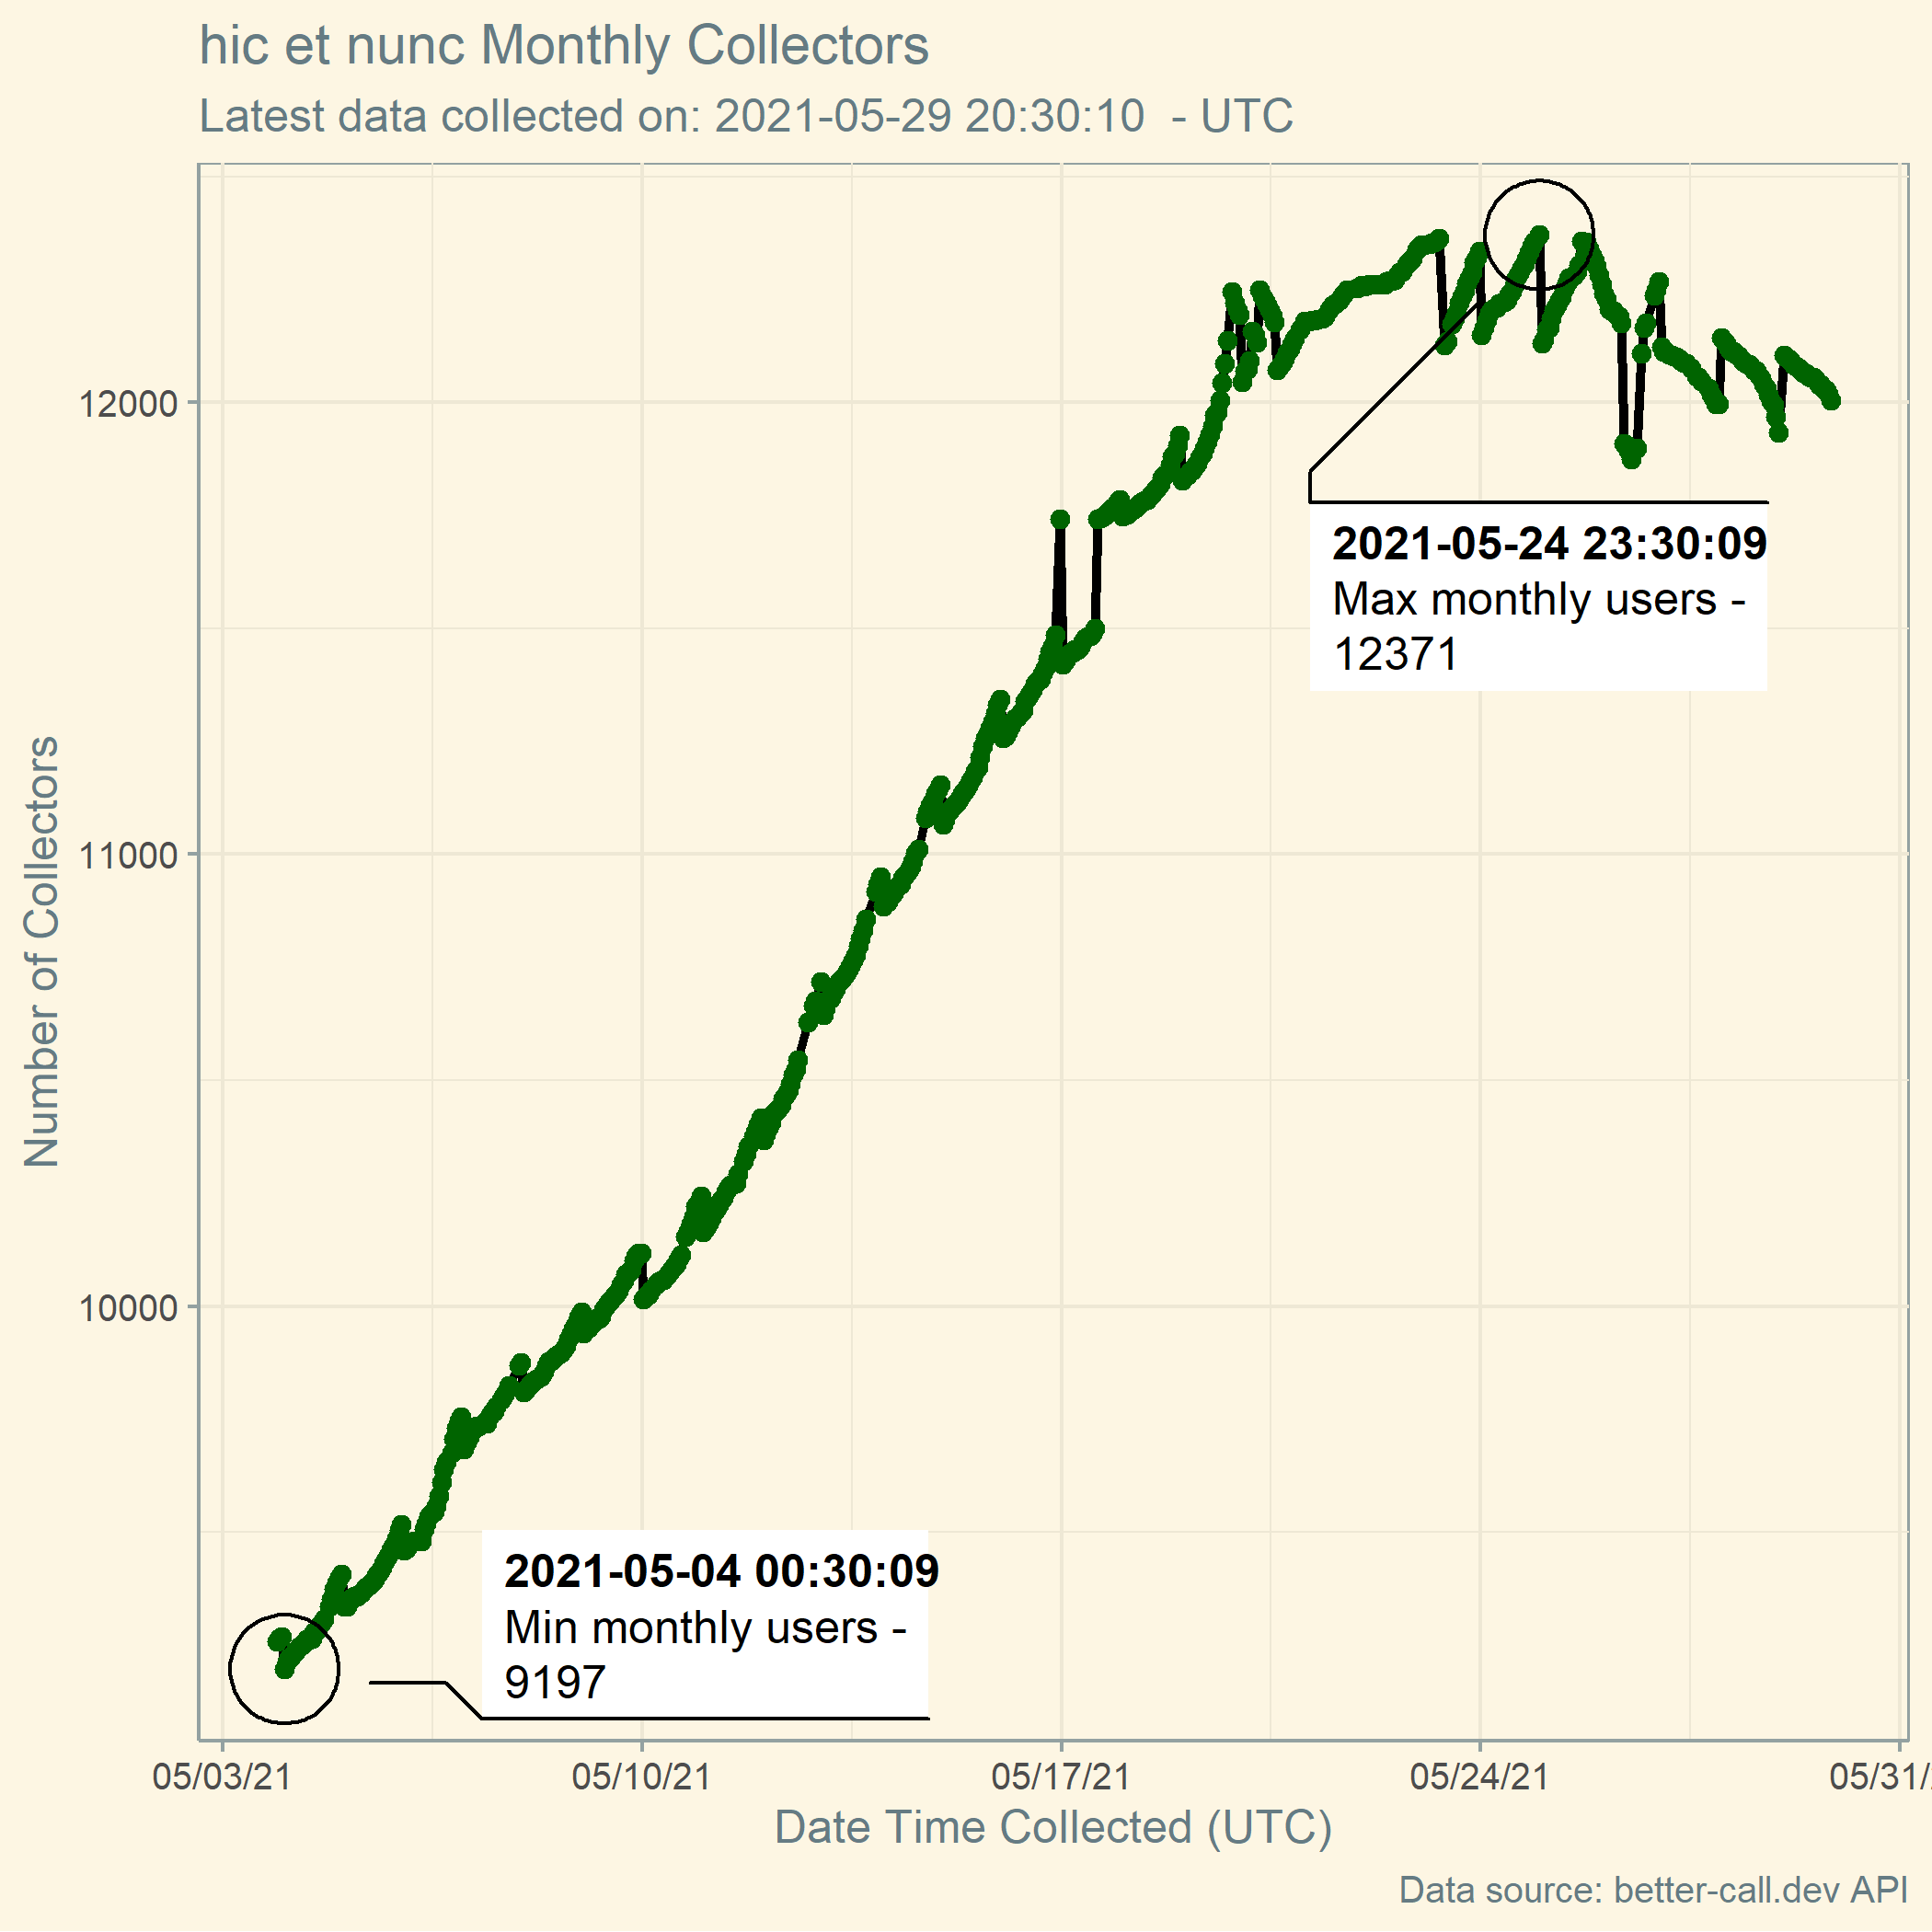 hic et nunc Monthly Collectors
Latest data collected on: 2021-05-29 20:30:10 - UTC
Number of Collectors
12000
11000
10000
2021-05-24 23:30:09
Max monthly users -
12371
2021-05-04 00:30:09
Min monthly users -
9197
05/03/21
05/10/21
05/17/21
05/24/21
05/31/
Date Time Collected (UTC)
Data source: better-call.dev API